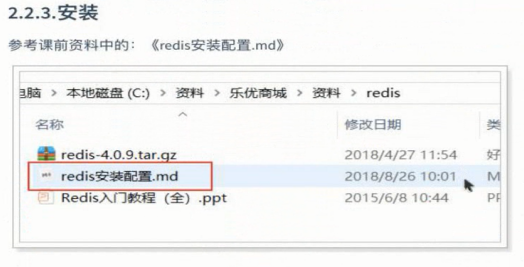 2.2.3.安装
参考课前资料中的：《redis安装配置.md》
电脑 > 本地磁盘 (C:) > 资料 > 乐优商城 > 资料 > redis
名称 修改日期 类
redis-4.0.9.tar.gz 2018/4/27 11:54 好
redis安装配置.md 2018/8/26 10:01 M
Redis入门教程（全）.ppt 2015/6/8 10:44 PF